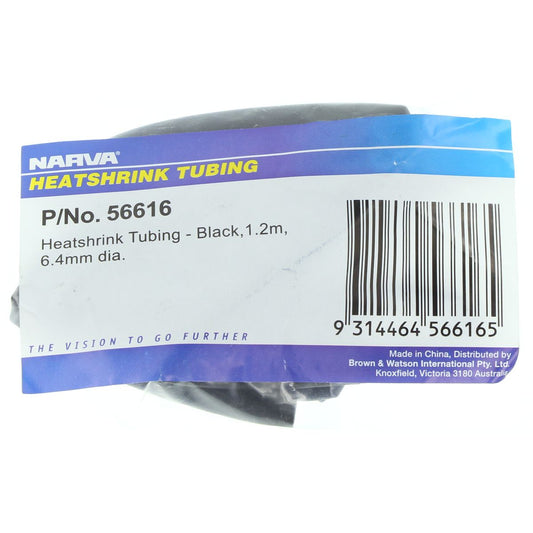 NARVA®
HEATSHRINK TUBING
P/No. 56616
Heatshrink Tubing - Black,1.2m,
6.4mm dia.
9 314464 566165
THE VISION TO GO FURTHER
Made in China, Distributed by
Brown & Watson International Pty. Ltd.
Knoxfield, Victoria 3180 Australia